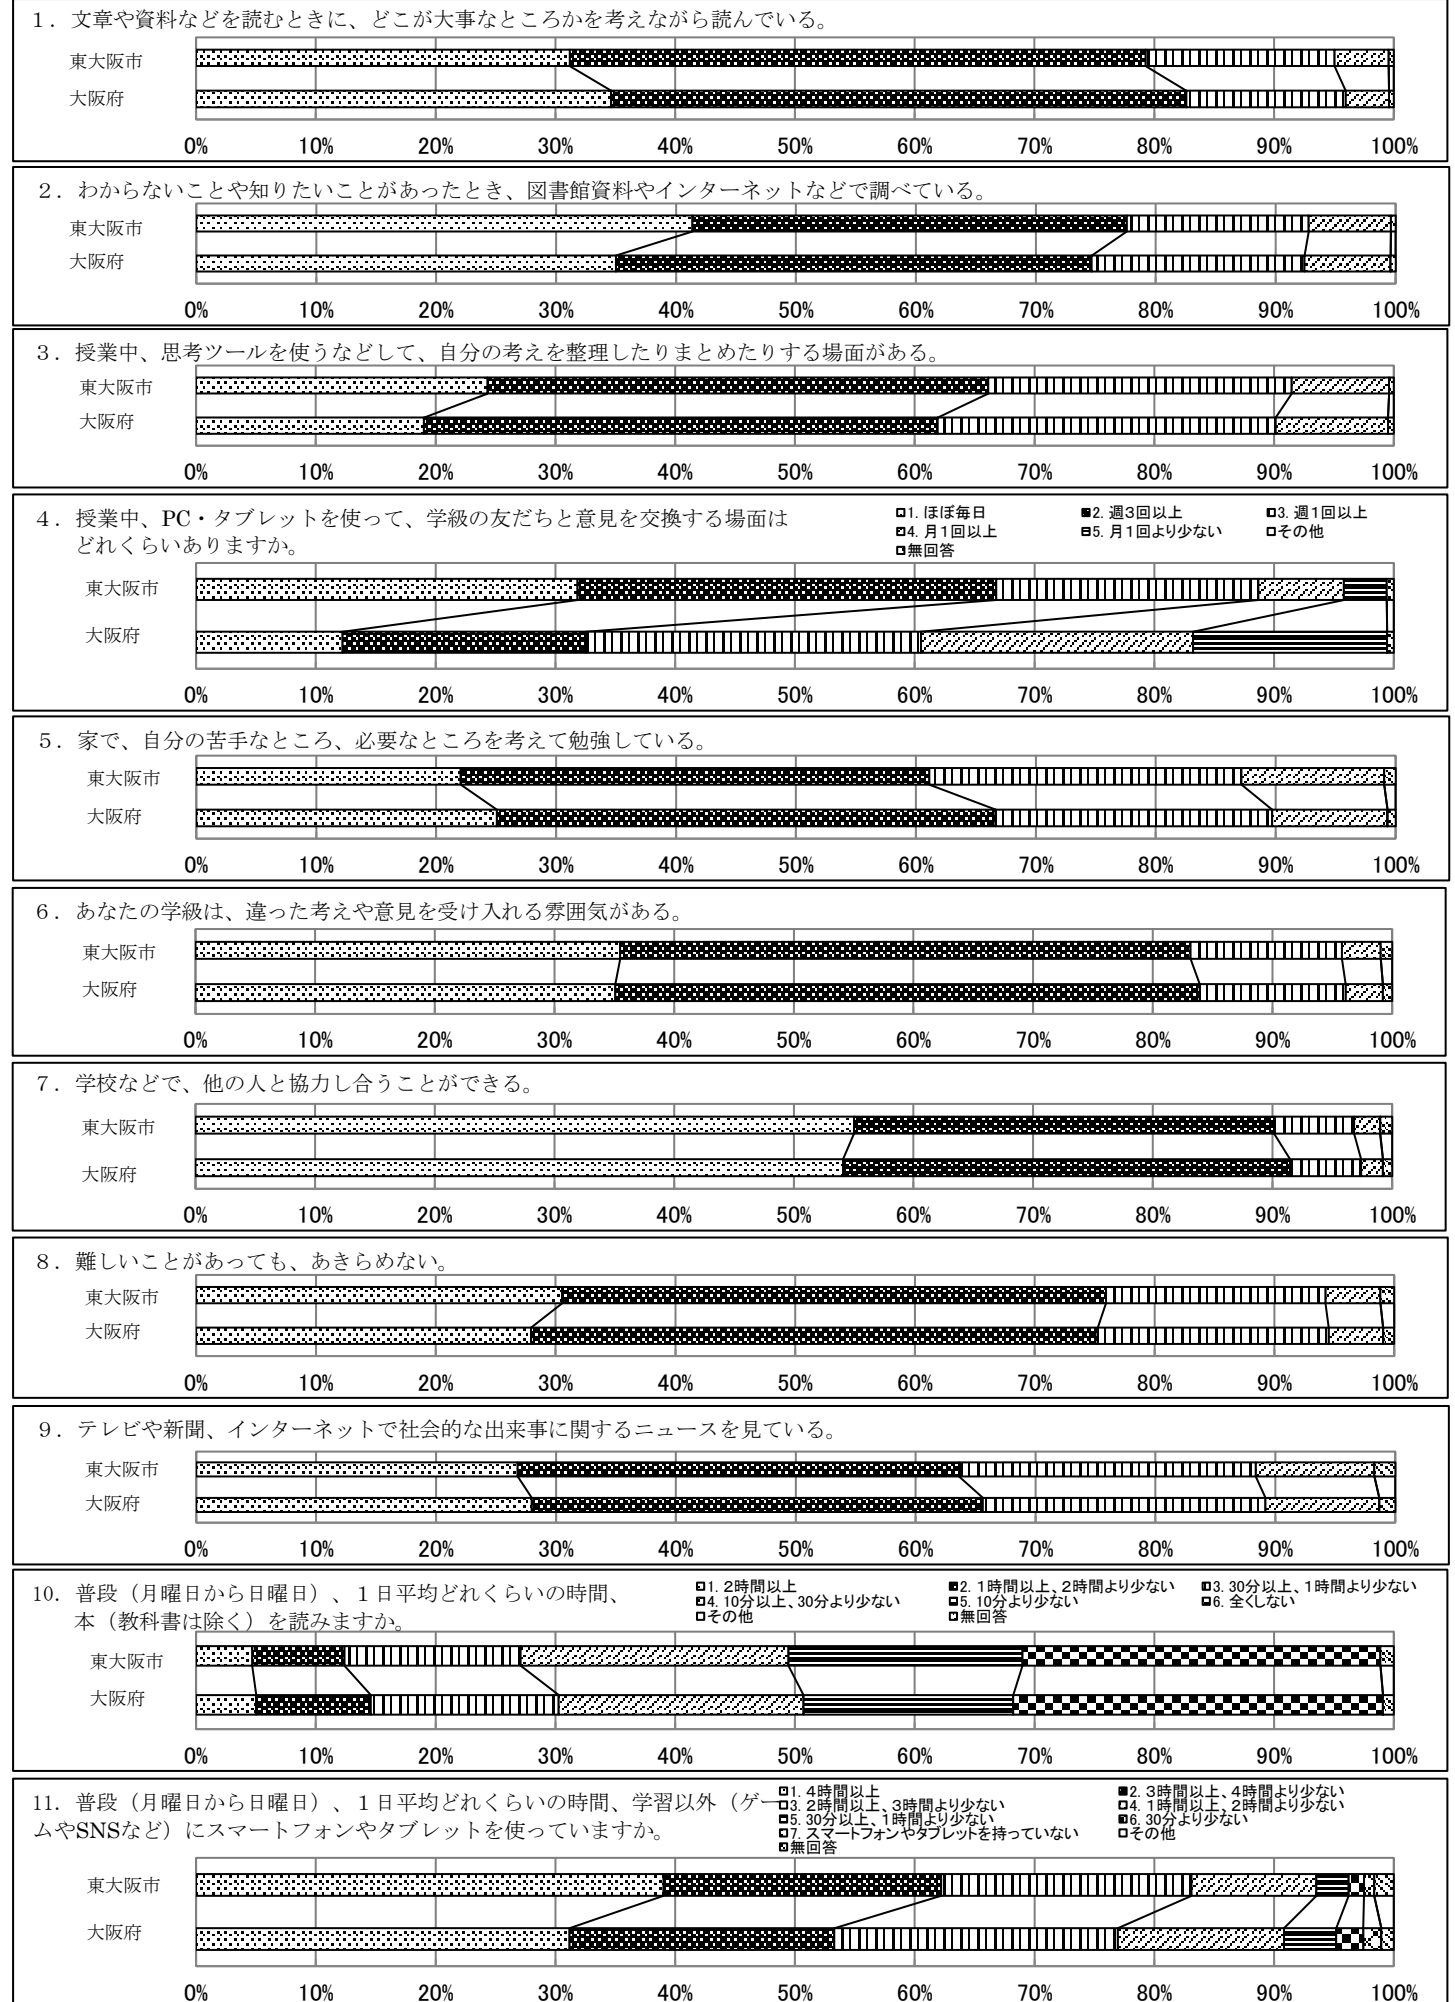 １．文章や資料などを読むときに、どこが大事なところかを考えながら読んでいる。
東大阪市
大阪府
0% 10% 20% 30% 40% 50% 60% 70% 80% 90% 100%
２．わからないことや知りたいことがあったとき、図書館資料やインターネットなどで調べている。
東大阪市
大阪府
0% 10% 20% 30% 40% 50% 60% 70% 80% 90% 100%
３．授業中、思考ツールを使うなどして、自分の考えを整理したりまとめたりする場面がある。
東大阪市
大阪府
0% 10% 20% 30% 40% 50% 60% 70% 80% 90% 100%
４．授業中、PC・タブレットを使って、学級の友だちと意見を交換する場面は
どれくらいありますか。
1. ほぼ毎日 2. 週３回以上 3. 週１回以上
4. 月１回以上 5. 月１回より少ない その他
無回答
東大阪市
大阪府
0% 10% 20% 30% 40% 50% 60% 70% 80% 90% 100%
５．家で、自分の苦手なところ、必要なところを考えて勉強している。
東大阪市
大阪府
0% 10% 20% 30% 40% 50% 60% 70% 80% 90% 100%
６．あなたの学級は、違った考えや意見を受け入れる雰囲気がある。
東大阪市
大阪府
0% 10% 20% 30% 40% 50% 60% 70% 80% 90% 100%
７．学校などで、他の人と協力し合うことができる。
東大阪市
大阪府
0% 10% 20% 30% 40% 50% 60% 70% 80% 90% 100%
８．難しいことがあっても、あきらめない。
東大阪市
大阪府
0% 10% 20% 30% 40% 50% 60% 70% 80% 90% 100%
９．テレビや新聞、インターネットで社会的な出来事に関するニュースを見ている。
東大阪市
大阪府
0% 10% 20% 30% 40% 50% 60% 70% 80% 90% 100%
10．普段（月曜日から日曜日）、１日平均どれくらいの時間、
本（教科書は除く）を読みますか。
1. ２時間以上 2. １時間以上、２時間より少ない 3. 30分以上、１時間より少ない
4. 10分以上、30分より少ない 5. 10分より少ない 6. 全くしない
その他 無回答
東大阪市
大阪府
0% 10% 20% 30% 40% 50% 60% 70% 80% 90% 100%
11．普段（月曜日から日曜日）、１日平均どれくらいの時間、学習以外（ゲー
ムやSNSなど）にスマートフォンやタブレットを使っていますか。
1. ４時間以上 2. ３時間以上、４時間より少ない
3. ２時間以上、３時間より少ない 4. １時間以上、２時間より少ない
5. 30分以上、１時間より少ない 6. 30分より少ない
7. スマートフォンやタブレットを持っていない その他
無回答
東大阪市
大阪府
0% 10% 20% 30% 40% 50% 60% 70% 80% 90% 100%